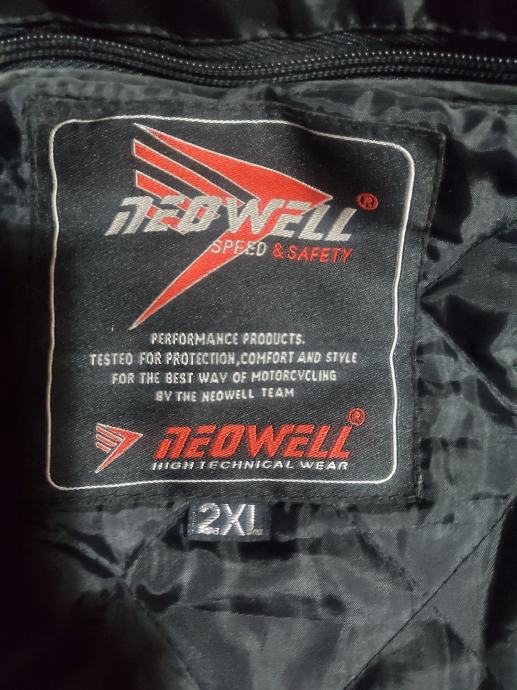 NEOWELL®
SPEED & SAFETY
PERFORMANCE PRODUCTS.
TESTED FOR PROTECTION,COMFORT AND STYLE
FOR THE BEST WAY OF MOTORCYCLING
BY THE NEOWELL TEAM
NEOWELL®
HIGH TECHNICAL WEAR
2XL